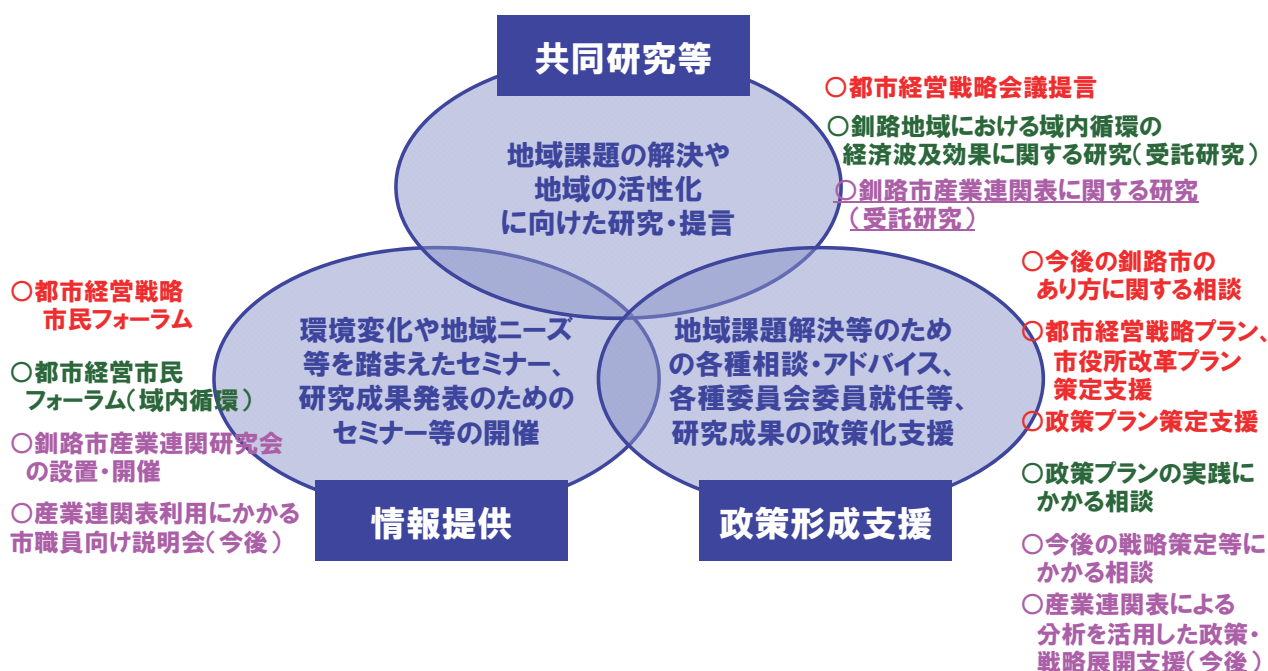 共同研究等
地域課題の解決や
地域の活性化
に向けた研究・提言
〇都市経営戦略会議提言
〇釧路地域における域内循環の
経済波及効果に関する研究(受託研究)
〇釧路市産業連関表に関する研究
(受託研究)
〇都市経営戦略
市民フォーラム
〇都市経営市民
フォーラム(域内循環)
〇釧路市産業連関研究会
の設置・開催
〇産業連関表利用にかかる
市職員向け説明会(今後)
環境変化や地域ニーズ
等を踏まえたセミナー、
研究成果発表のための
セミナー等の開催
情報提供
地域課題解決等のため
の各種相談・アドバイス、
各種委員会委員就任等、
研究成果の政策化支援
政策形成支援
〇今後の釧路市の
あり方に関する相談
〇都市経営戦略プラン、
市役所改革プラン
策定支援
〇政策プラン策定支援
〇政策プランの実践に
かかる相談
〇今後の戦略策定等に
かかる相談
〇産業連関表による
分析を活用した政策・
戦略展開支援(今後)